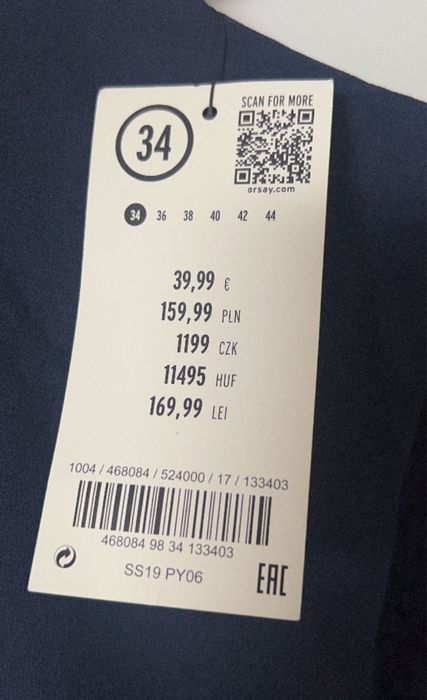 SCAN FOR MORE
34
orsay.com
34 36 38 40 42 44
39,99 €
159,99 PLN
1199 CZK
11495 HUF
169,99 LEI
1004 / 468084 / 524000 / 17 / 133403
468084 98 34 133403
SS19 PY06
EAC